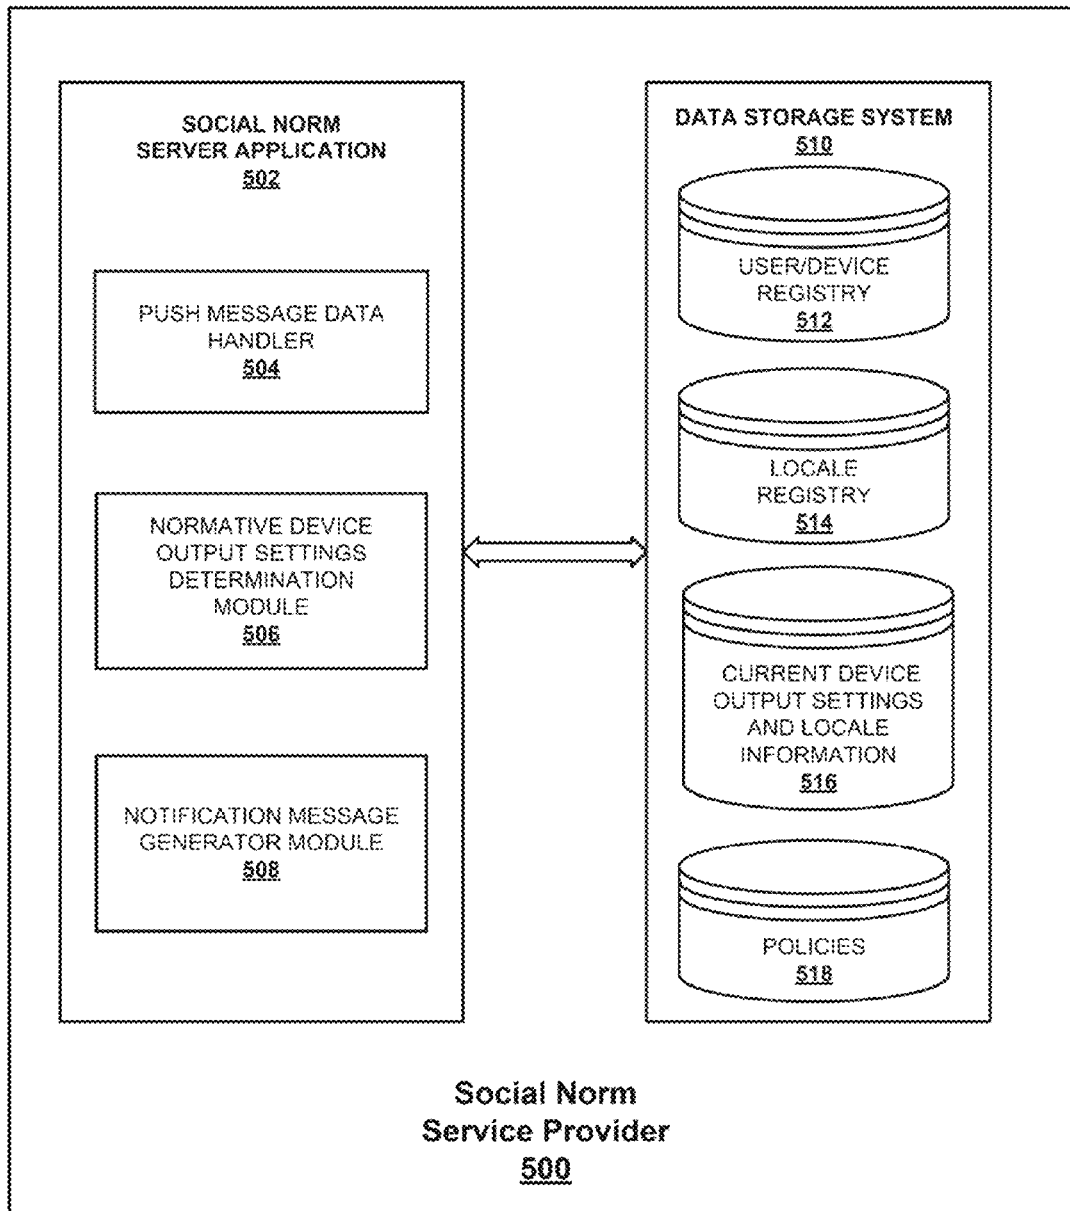 SOCIAL NORM
SERVER APPLICATION
502
PUSH MESSAGE DATA
HANDLER
504
NORMATIVE DEVICE
OUTPUT SETTINGS
DETERMINATION
MODULE
506
NOTIFICATION MESSAGE
GENERATOR MODULE
508
DATA STORAGE SYSTEM
510
USER/DEVICE
REGISTRY
512
LOCALE
REGISTRY
514
CURRENT DEVICE
OUTPUT SETTINGS
AND LOCALE
INFORMATION
516
POLICIES
518
Social Norm
Service Provider
500